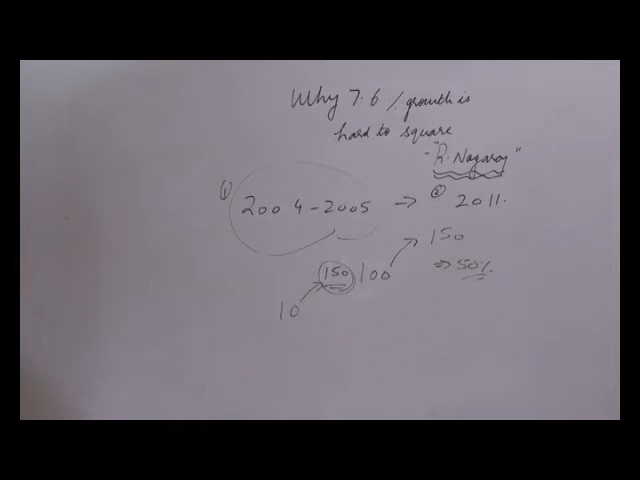 Why 7.6 % growth is
hard to square
"R. Nagaraj"
① 2004-2005 → ② 2011.
150
150 100 ⇒ 50%.
10